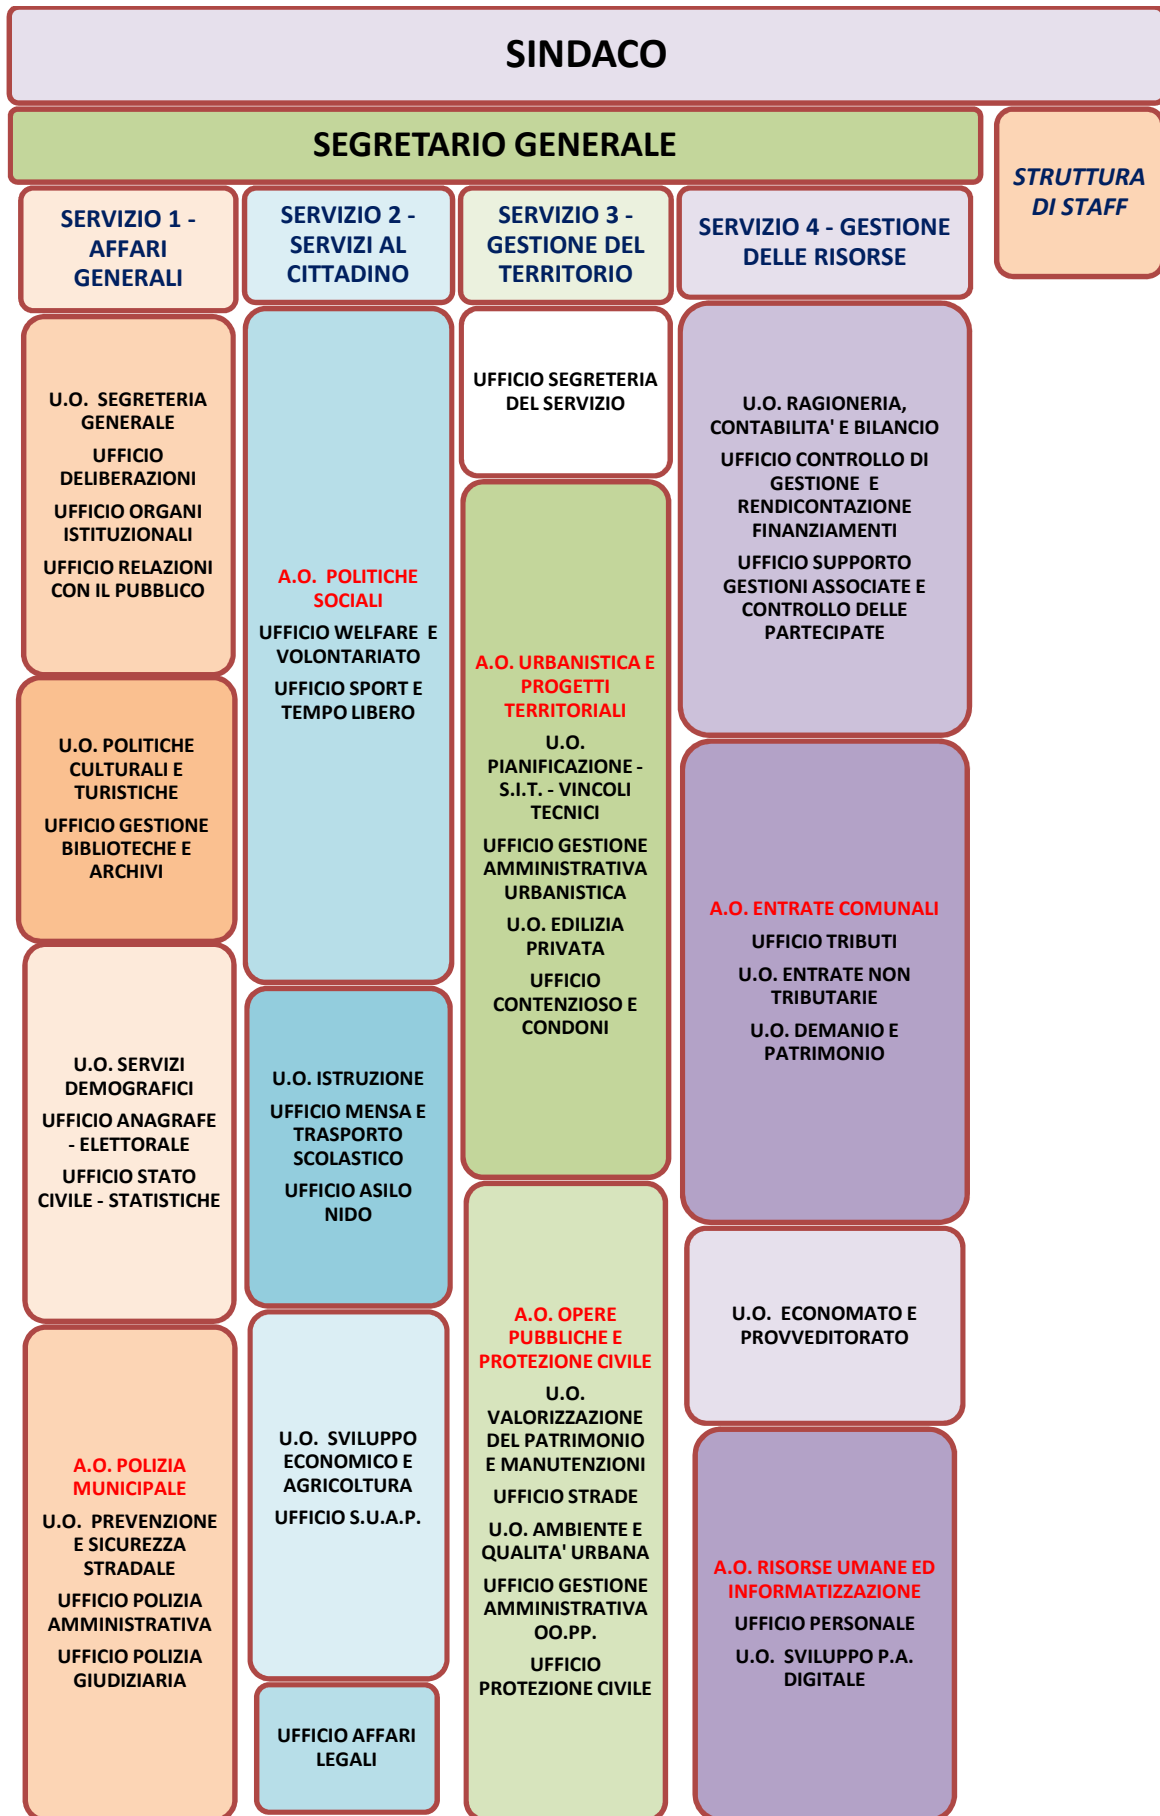 SINDACO
SEGRETARIO GENERALE
STRUTTURA
DI STAFF
SERVIZIO 1 -
AFFARI
GENERALI
U.O. SEGRETERIA
GENERALE
UFFICIO
DELIBERAZIONI
UFFICIO ORGANI
ISTITUZIONALI
UFFICIO RELAZIONI
CON IL PUBBLICO
U.O. POLITICHE
CULTURALI E
TURISTICHE
UFFICIO GESTIONE
BIBLIOTECHE E
ARCHIVI
U.O. SERVIZI
DEMOGRAFICI
UFFICIO ANAGRAFE
- ELETTORALE
UFFICIO STATO
CIVILE - STATISTICHE
A.O. POLIZIA
MUNICIPALE
U.O. PREVENZIONE
E SICUREZZA
STRADALE
UFFICIO POLIZIA
AMMINISTRATIVA
UFFICIO POLIZIA
GIUDIZIARIA
SERVIZIO 2 -
SERVIZI AL
CITTADINO
A.O. POLITICHE
SOCIALI
UFFICIO WELFARE E
VOLONTARIATO
UFFICIO SPORT E
TEMPO LIBERO
U.O. ISTRUZIONE
UFFICIO MENSA E
TRASPORTO
SCOLASTICO
UFFICIO ASILO
NIDO
U.O. SVILUPPO
ECONOMICO E
AGRICOLTURA
UFFICIO S.U.A.P.
UFFICIO AFFARI
LEGALI
SERVIZIO 3 -
GESTIONE DEL
TERRITORIO
UFFICIO SEGRETERIA
DEL SERVIZIO
A.O. URBANISTICA E
PROGETTI
TERRITORIALI
U.O.
PIANIFICAZIONE -
S.I.T. - VINCOLI
TECNICI
UFFICIO GESTIONE
AMMINISTRATIVA
URBANISTICA
U.O. EDILIZIA
PRIVATA
UFFICIO
CONTENZIOSO E
CONDONI
A.O. OPERE
PUBBLICHE E
PROTEZIONE CIVILE
U.O.
VALORIZZAZIONE
DEL PATRIMONIO
E MANUTENZIONI
UFFICIO STRADE
U.O. AMBIENTE E
QUALITA' URBANA
UFFICIO GESTIONE
AMMINISTRATIVA
OO.PP.
UFFICIO
PROTEZIONE CIVILE
SERVIZIO 4 - GESTIONE
DELLE RISORSE
U.O. RAGIONERIA,
CONTABILITA' E BILANCIO
UFFICIO CONTROLLO DI
GESTIONE E
RENDICONTAZIONE
FINANZIAMENTI
UFFICIO SUPPORTO
GESTIONI ASSOCIATE E
CONTROLLO DELLE
PARTECIPATE
A.O. ENTRATE COMUNALI
UFFICIO TRIBUTI
U.O. ENTRATE NON
TRIBUTARIE
U.O. DEMANIO E
PATRIMONIO
U.O. ECONOMATO E
PROVVEDITORATO
A.O. RISORSE UMANE ED
INFORMATIZZAZIONE
UFFICIO PERSONALE
U.O. SVILUPPO P.A.
DIGITALE